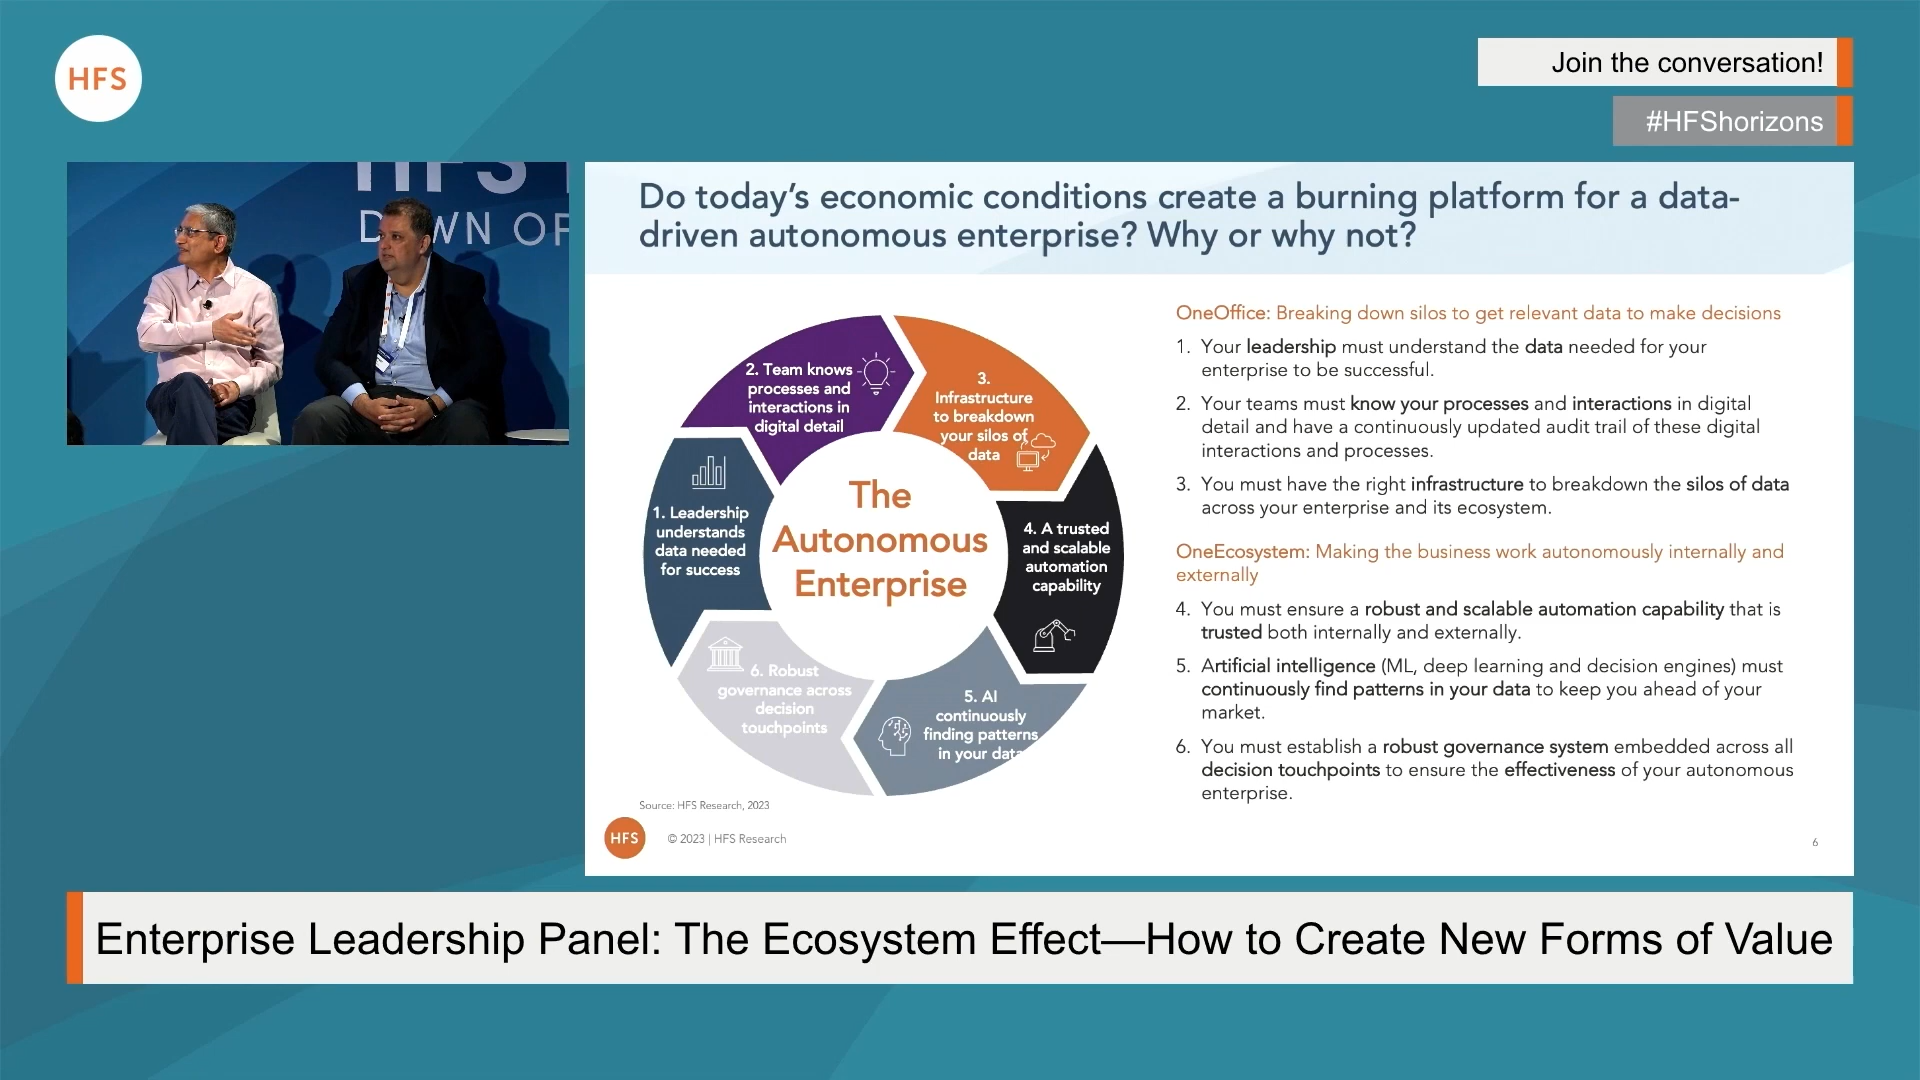 HFS
Join the conversation!
#HFShorizons
HFS
D WN OF
Do today's economic conditions create a burning platform for a data-
driven autonomous enterprise? Why or why not?
2. Team knows
processes and
interactions in
digital detail
3.
Infrastructure
to breakdown
your silos of
data
1. Leadership
understands
data needed
for success
The
Autonomous
Enterprise
4. A trusted
and scalable
automation
capability
6. Robust
governance across
decision
touchpoints
5. AI
continuously
finding patterns
in your data
Source: HFS Research, 2023
HFS
© 2023 | HFS Research
OneOffice: Breaking down silos to get relevant data to make decisions
1. Your leadership must understand the data needed for your
enterprise to be successful.
2. Your teams must know your processes and interactions in digital
detail and have a continuously updated audit trail of these digital
interactions and processes.
3. You must have the right infrastructure to breakdown the silos of data
across your enterprise and its ecosystem.
OneEcosystem: Making the business work autonomously internally and
externally
4. You must ensure a robust and scalable automation capability that is
trusted both internally and externally.
5. Artificial intelligence (ML, deep learning and decision engines) must
continuously find patterns in your data to keep you ahead of your
market.
6. You must establish a robust governance system embedded across all
decision touchpoints to ensure the effectiveness of your autonomous
enterprise.
6
Enterprise Leadership Panel: The Ecosystem Effect—How to Create New Forms of Value